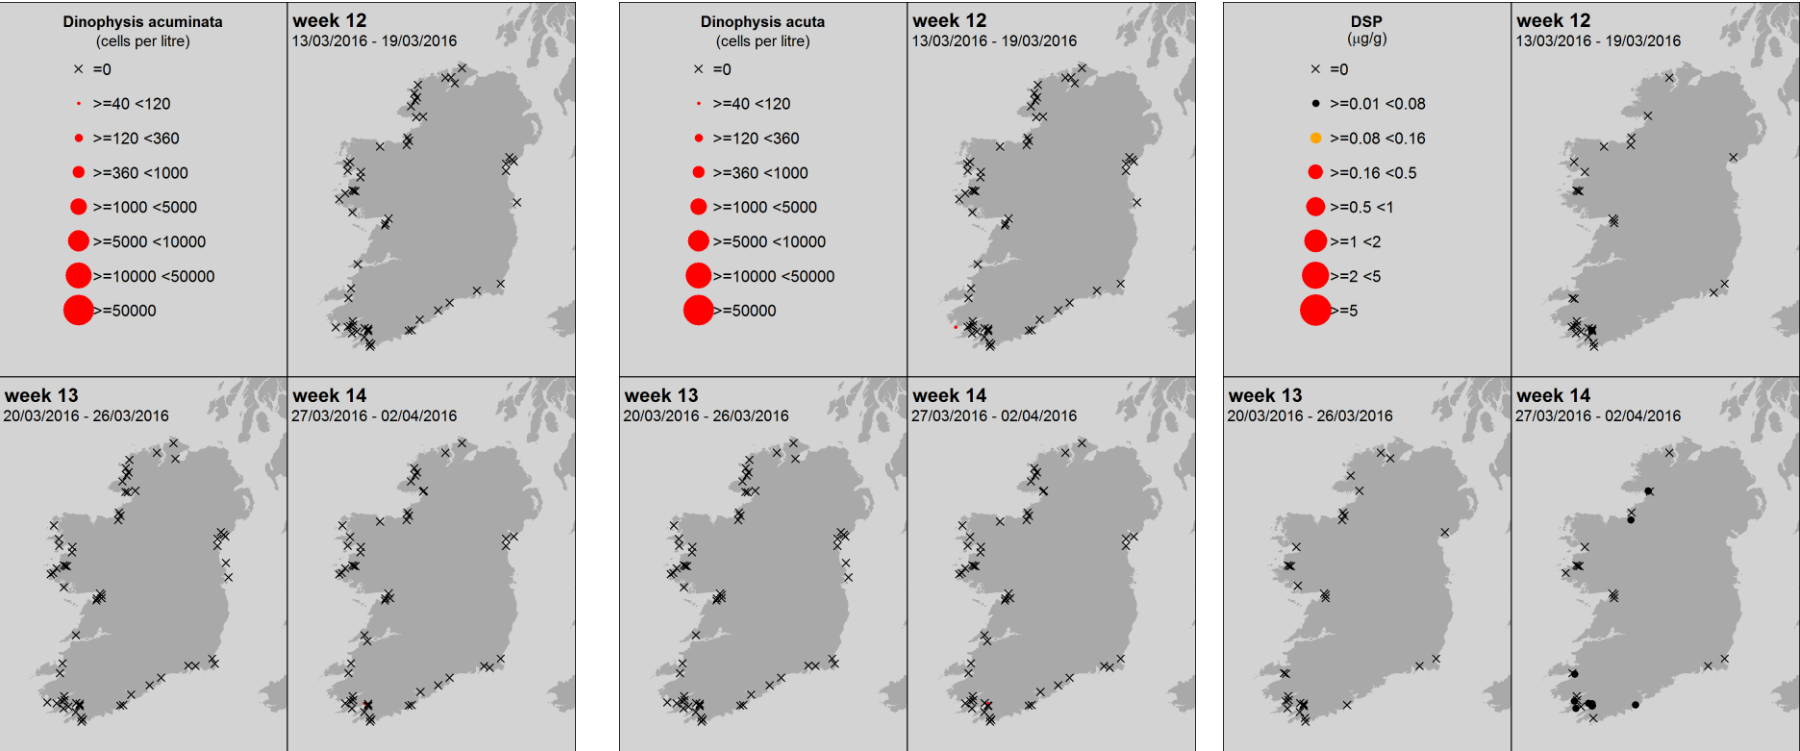 Dinophysis acuminata
(cells per litre)
=0
>=40 <120
>=120 <360
>=360 <1000
>=1000 <5000
>=5000 <10000
>=10000 <50000
>=50000
week 12
13/03/2016 - 19/03/2016
week 13
20/03/2016 - 26/03/2016
week 14
27/03/2016 - 02/04/2016
Dinophysis acuta
(cells per litre)
=0
>=40 <120
>=120 <360
>=360 <1000
>=1000 <5000
>=5000 <10000
>=10000 <50000
>=50000
week 12
13/03/2016 - 19/03/2016
week 13
20/03/2016 - 26/03/2016
week 14
27/03/2016 - 02/04/2016
DSP
(µg/g)
=0
>=0.01 <0.08
>=0.08 <0.16
>=0.16 <0.5
>=0.5 <1
>=1 <2
>=2 <5
>=5
week 12
13/03/2016 - 19/03/2016
week 13
20/03/2016 - 26/03/2016
week 14
27/03/2016 - 02/04/2016